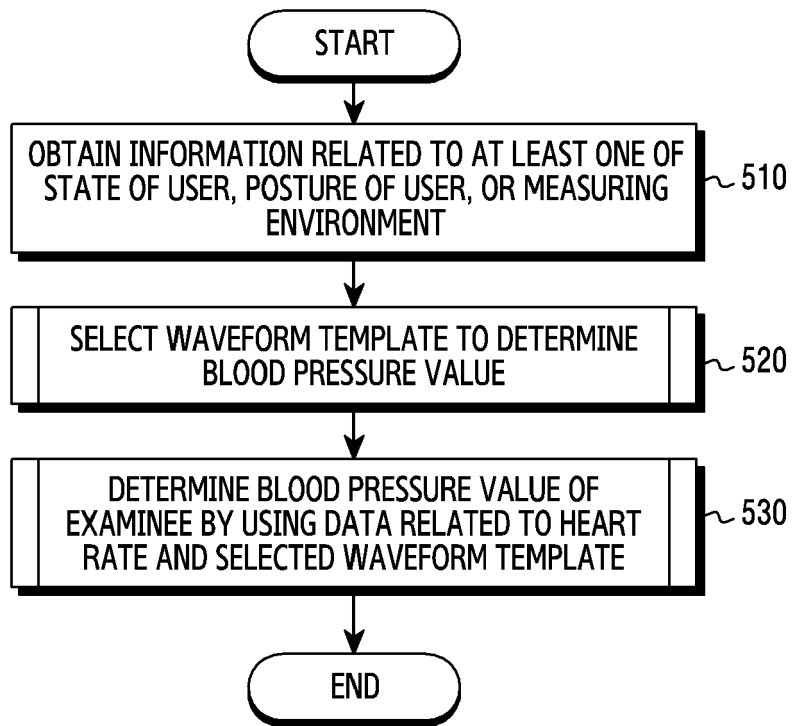 START
OBTAIN INFORMATION RELATED TO AT LEAST ONE OF
STATE OF USER, POSTURE OF USER, OR MEASURING
ENVIRONMENT
510
SELECT WAVEFORM TEMPLATE TO DETERMINE
BLOOD PRESSURE VALUE
520
DETERMINE BLOOD PRESSURE VALUE OF
EXAMINEE BY USING DATA RELATED TO HEART
RATE AND SELECTED WAVEFORM TEMPLATE
530
END